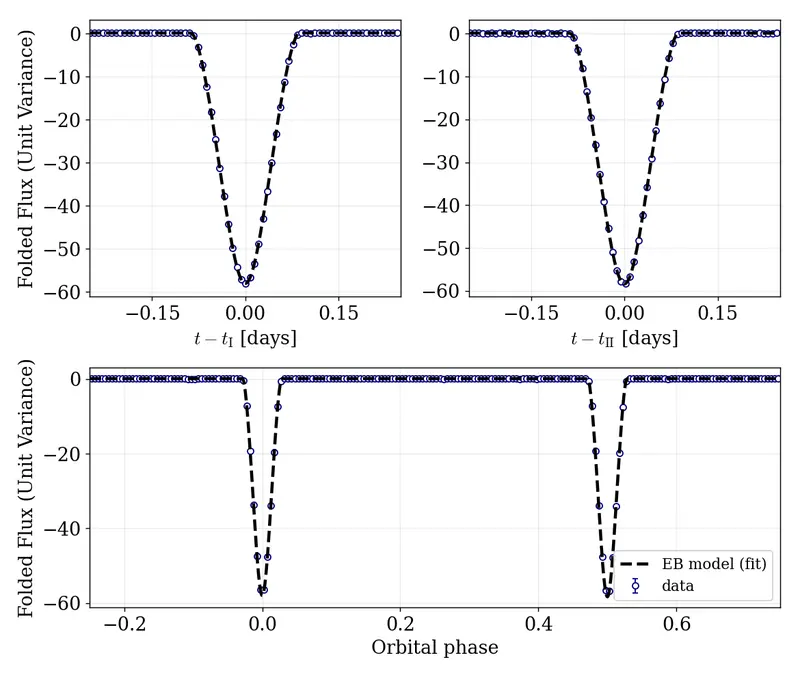 Folded Flux (Unit Variance)
0
−10
−20
−30
−40
−50
−60
−0.15 0.00 0.15
t − tI [days]
0
−10
−20
−30
−40
−50
−60
−0.15 0.00 0.15
t − tII [days]
Folded Flux (Unit Variance)
0
−20
−40
−60
−0.2 0.0 0.2 0.4 0.6
Orbital phase
EB model (fit)
data